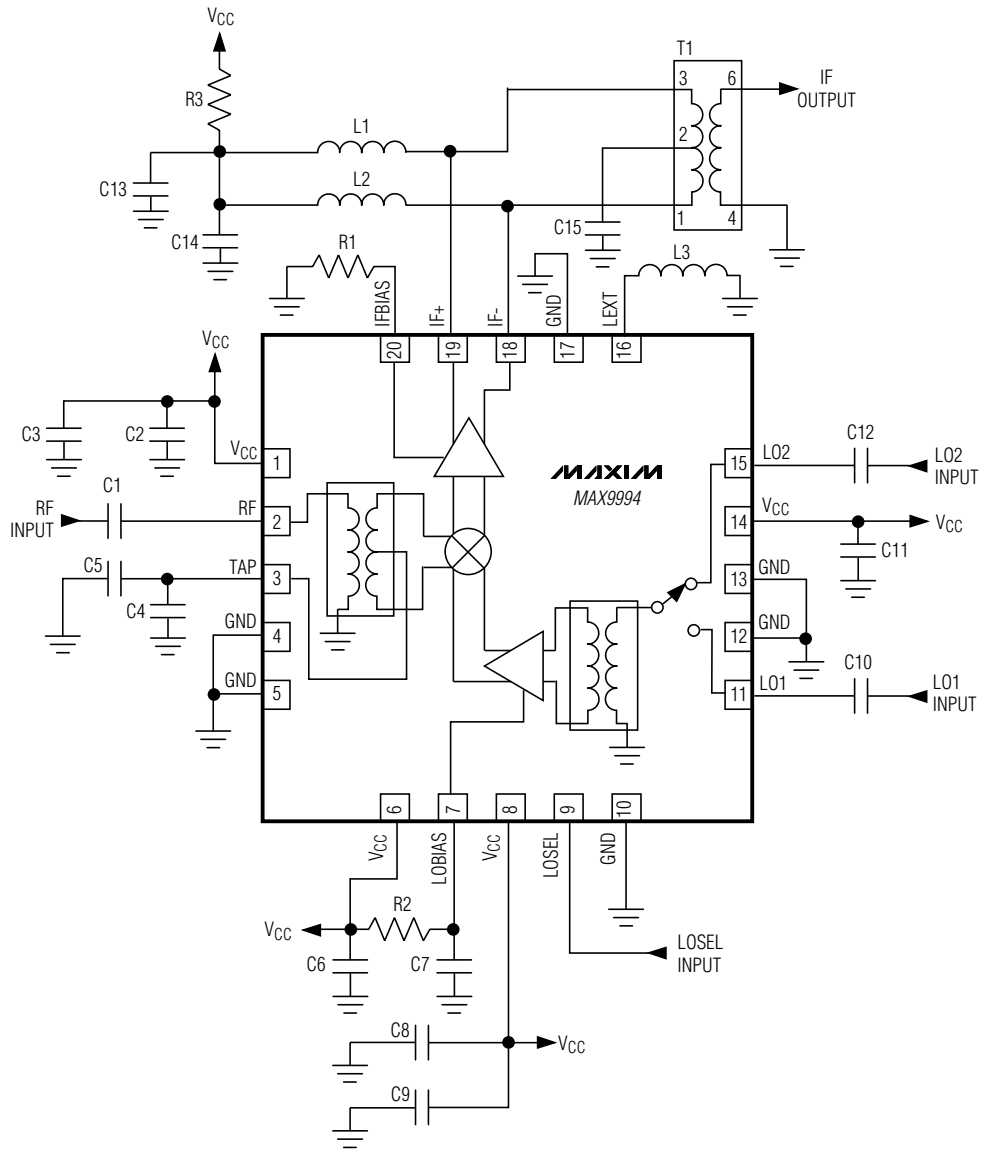 VCC
T1
R3
3
6
IF
OUTPUT
L1
2
C13
L2
1
4
C14
C15
R1
L3
IFBIAS
IF+
IF-
GND
LEXT
20
19
18
17
16
VCC
C3
C2
VCC
1
C12
LO2
15
LO2
INPUT
MAXIM
MAX9994
C1
RF
INPUT
RF
2
VCC
14
VCC
C11
C5
TAP
3
GND
13
C4
GND
4
GND
12
GND
5
C10
LO1
11
LO1
INPUT
6
7
8
9
10
VCC
LOBIAS
VCC
LOSEL
GND
R2
VCC
C6
C7
LOSEL
INPUT
C8
VCC
C9